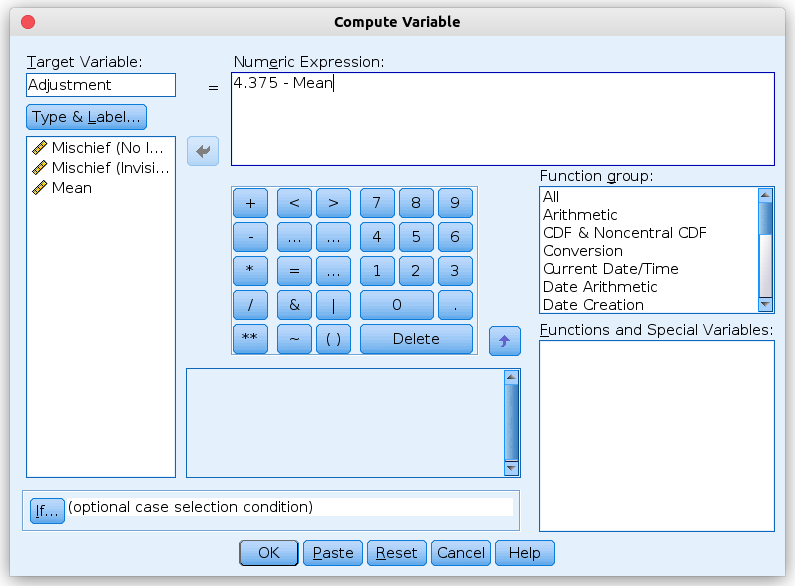 Compute Variable
Target Variable:
Adjustment
=
Numeric Expression:
4.375 - Mean
Type & Label...
Mischief (No I...
Mischief (Invisi...
Mean
+ < > 7 8 9
- ... ... 4 5 6
* = ... 1 2 3
/ & | 0 .
** ~ ( ) Delete
Function group:
All
Arithmetic
CDF & Noncentral CDF
Conversion
Current Date/Time
Date Arithmetic
Date Creation
Functions and Special Variables:
If... (optional case selection condition)
OK Paste Reset Cancel Help